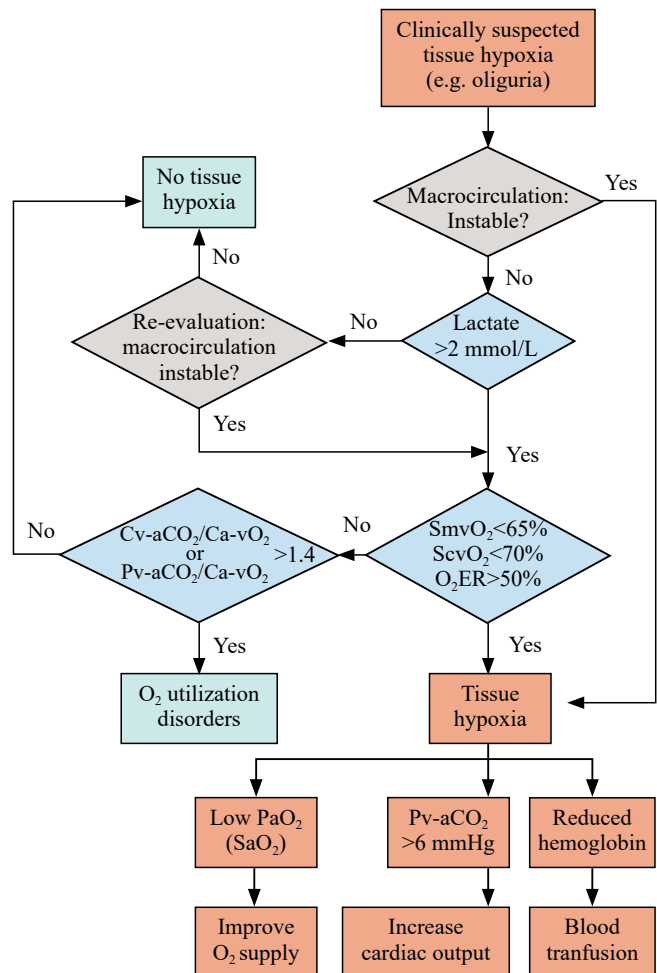 Clinically suspected
tissue hypoxia
(e.g. oliguria)
No tissue
hypoxia
Macrocirculation:
Instable?
Yes
No
No
Re-evaluation:
macrocirculation
instable?
No
Lactate
>2 mmol/L
Yes
Yes
No
Cv-aCO₂/Ca-vO₂
or
Pv-aCO₂/Ca-vO₂
>1.4
No
SmvO₂<65%
ScvO₂<70%
O₂ER>50%
Yes
Yes
O₂ utilization
disorders
Tissue
hypoxia
Low PaO₂
(SaO₂)
Pv-aCO₂
>6 mmHg
Reduced
hemoglobin
Improve
O₂ supply
Increase
cardiac output
Blood
tranfusion